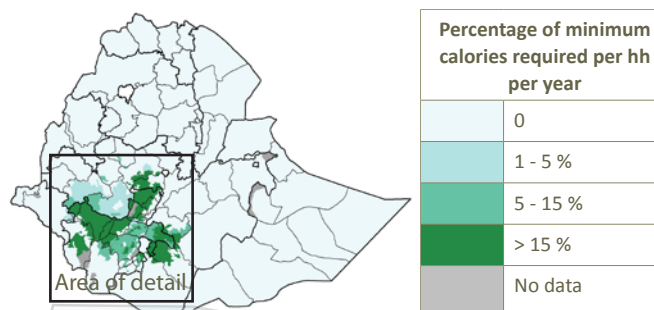 Area of detail
Percentage of minimum
calories required per hh
per year
0
1 - 5 %
5 - 15 %
> 15 %
No data